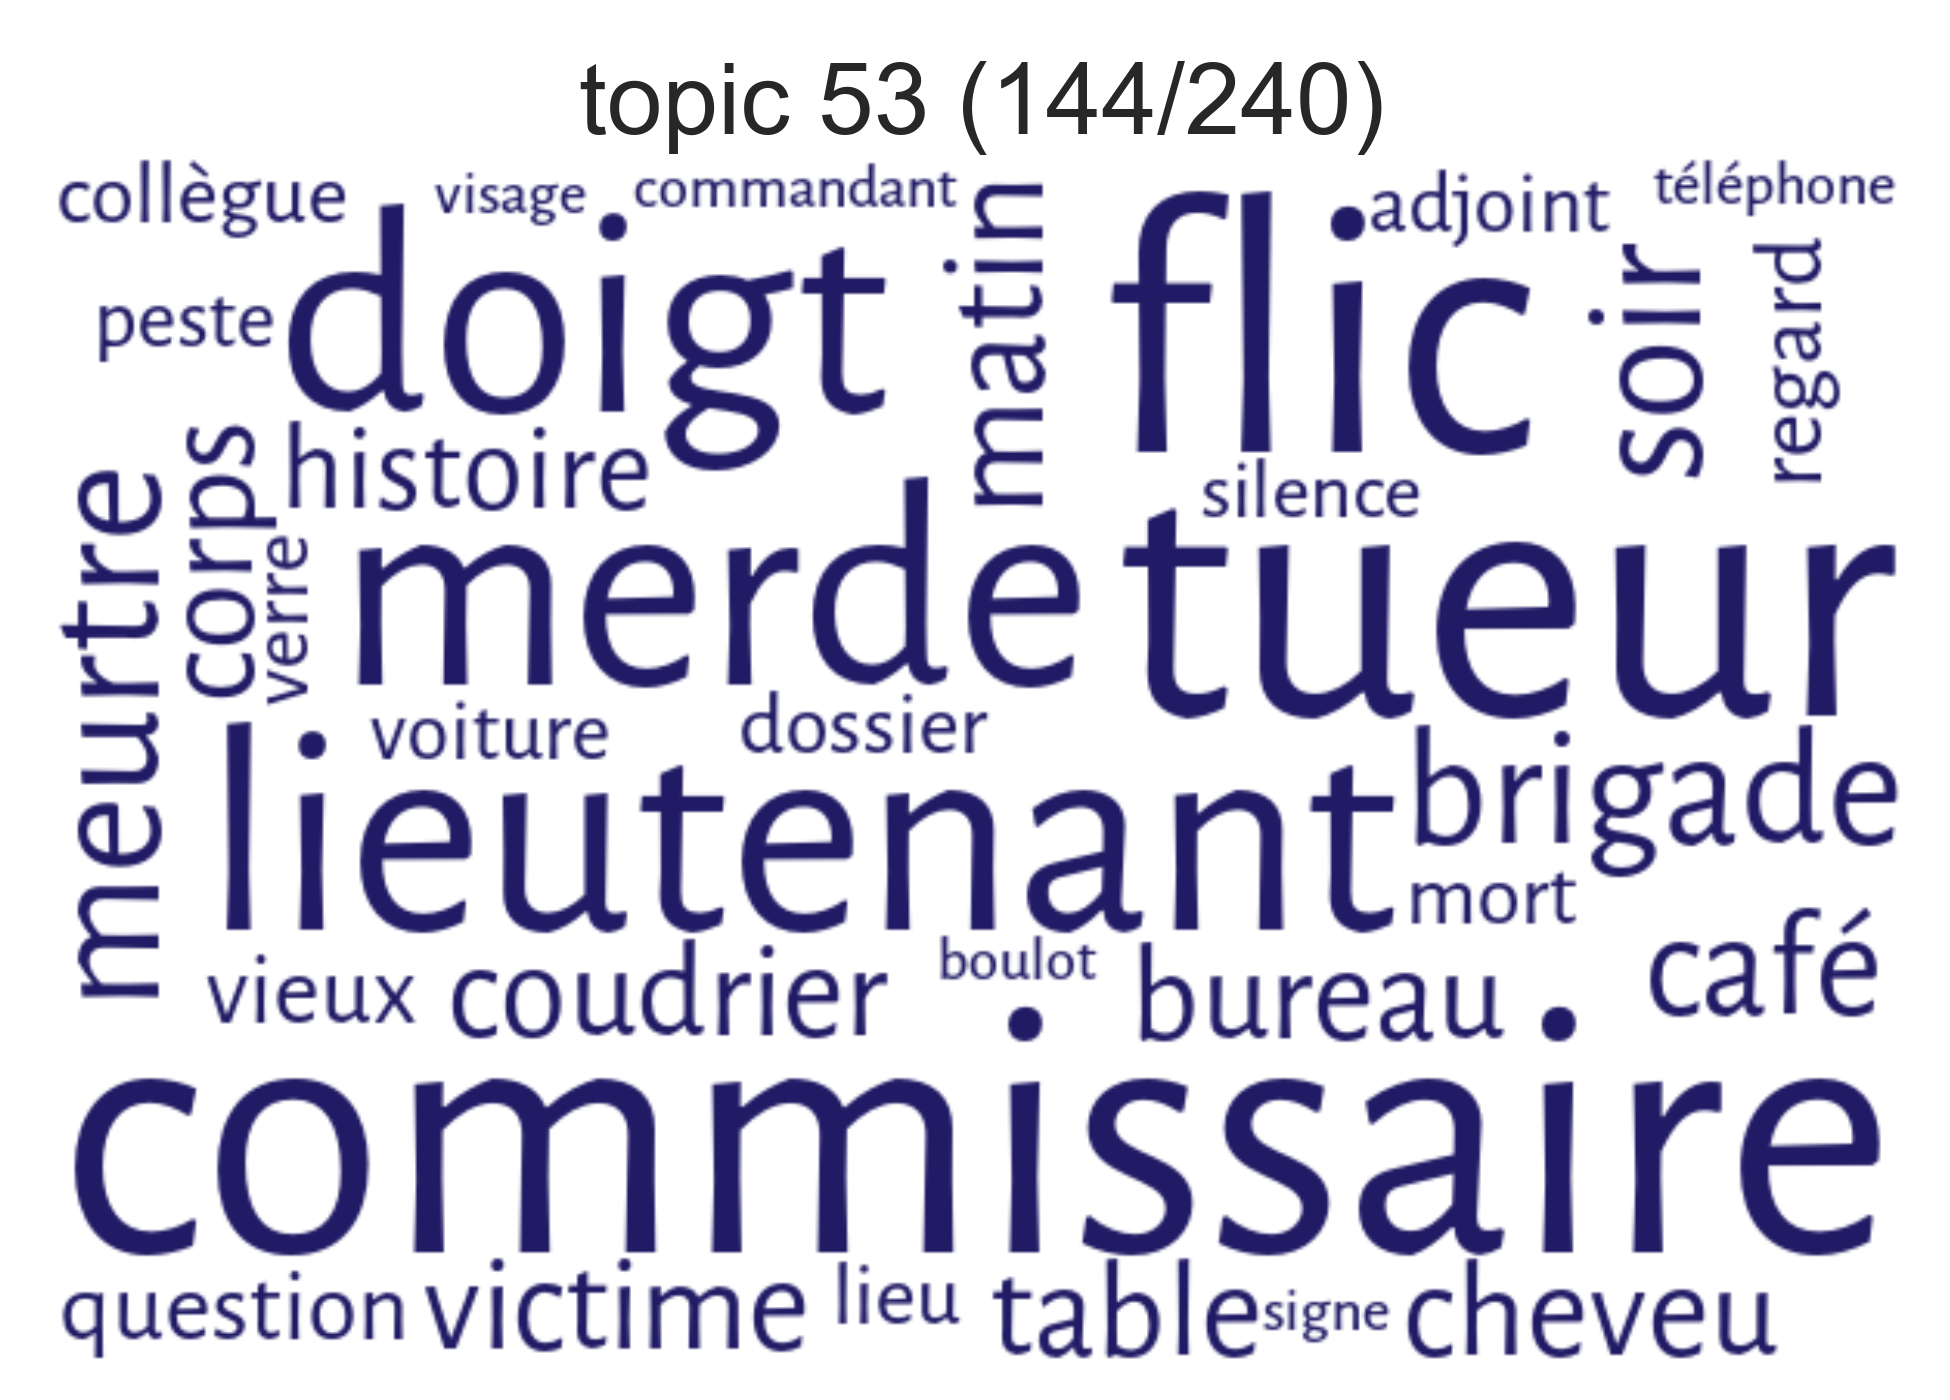 topic 53 (144/240)
collègue visage commandant matin flic adjoint téléphone
peste doigt soir regard
meurtre corps histoire silence
verre merde tueur
voiture dossier brigade
lieutenant mort
vieux coudrier boulot bureau café
commissaire
question victime lieu table signe cheveu